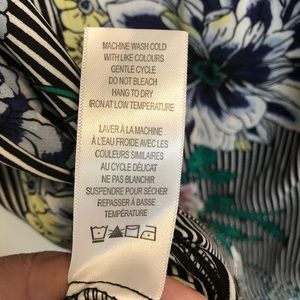 MACHINE WASH COLD
WITH LIKE COLOURS
GENTLE CYCLE
DO NOT BLEACH
HANG TO DRY
IRON AT LOW TEMPERATURE
LAVER À LA MACHINE
À L'EAU FROIDE AVEC LES
COULEURS SIMILAIRES
AU CYCLE DÉLICAT
NE PAS BLANCHIR
SUSPENDRE POUR SÉCHER
REPASSER À BASSE
TEMPÉRATURE